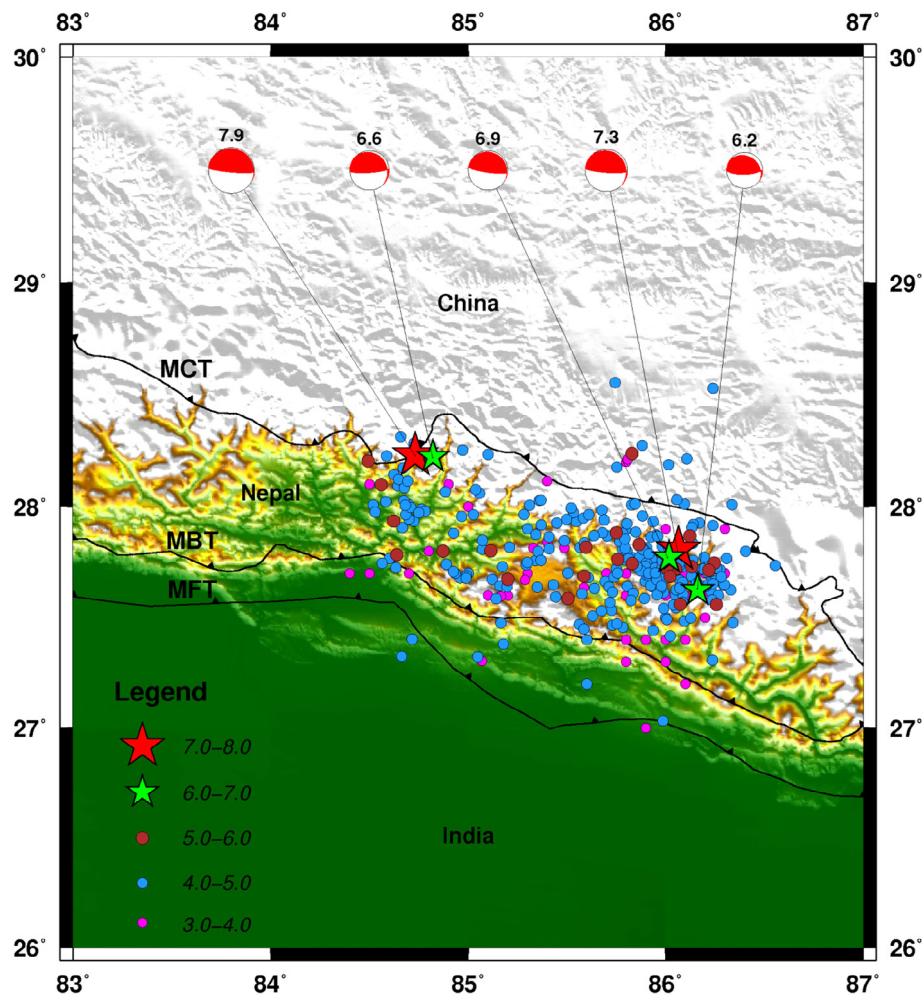 83° 84° 85° 86° 87°
30° 30°
7.9 6.6 6.9 7.3 6.2
29° 29°
China
MCT
28° 28°
Nepal
MBT
MFT
Legend
27° 27°
7.0–8.0
6.0–7.0
5.0–6.0
India
4.0–5.0
3.0–4.0
26° 26°
83° 84° 85° 86° 87°